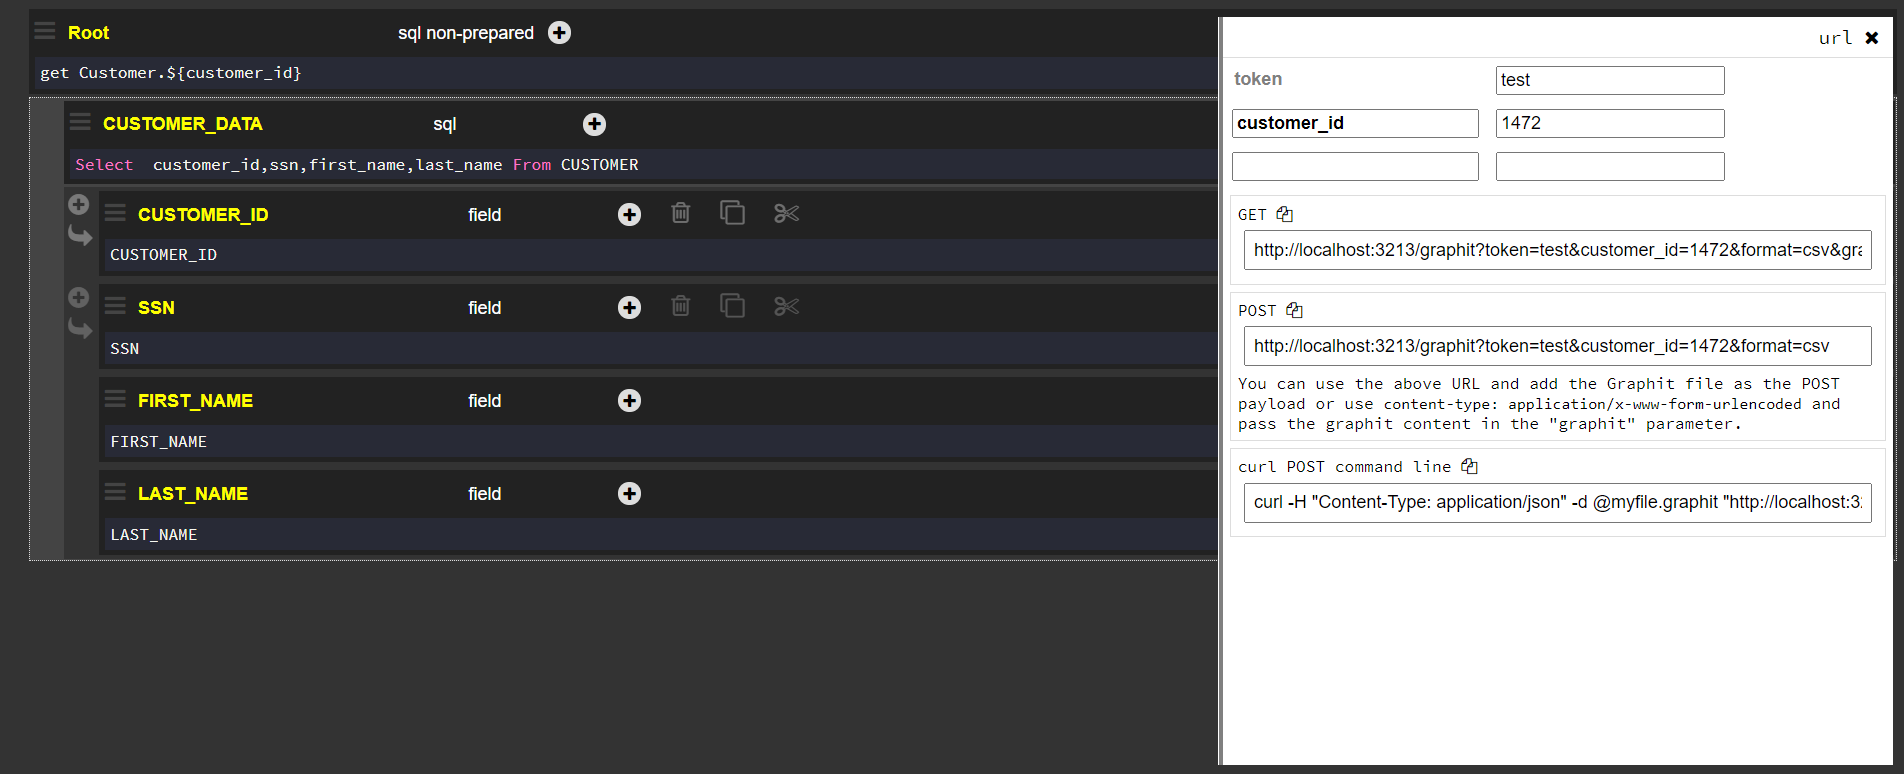 Root sql non-prepared
get Customer.${customer_id}
CUSTOMER_DATA sql
Select  customer_id,ssn,first_name,last_name From CUSTOMER
CUSTOMER_ID field
CUSTOMER_ID
SSN field
SSN
FIRST_NAME field
FIRST_NAME
LAST_NAME field
LAST_NAME
url
token test
customer_id 1472
GET
http://localhost:3213/graphit?token=test&customer_id=1472&format=csv&gra
POST
http://localhost:3213/graphit?token=test&customer_id=1472&format=csv
You can use the above URL and add the Graphit file as the POST
payload or use content-type: application/x-www-form-urlencoded and
pass the graphit content in the "graphit" parameter.
curl POST command line
curl -H "Content-Type: application/json" -d @myfile.graphit "http://localhost:3